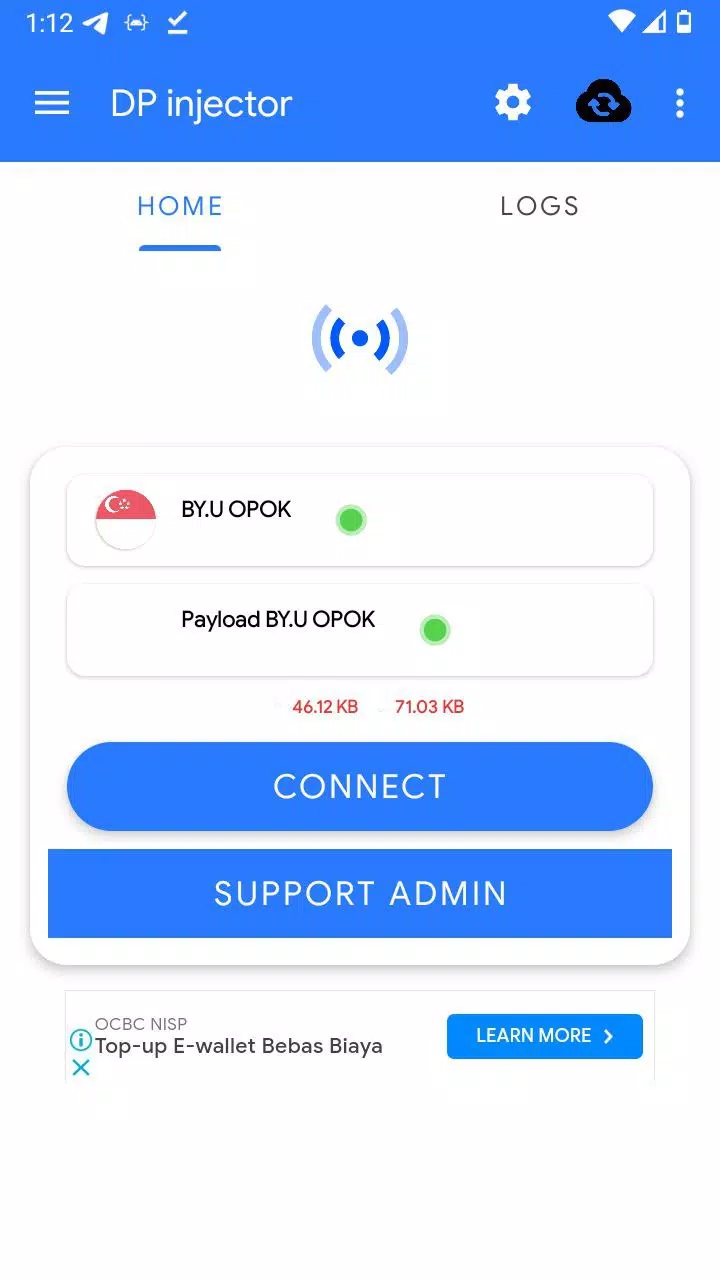 1:12
DP injector
HOME
LOGS
BY.U OPOK
Payload BY.U OPOK
46.12 KB
71.03 KB
CONNECT
SUPPORT ADMIN
OCBC NISP
Top-up E-wallet Bebas Biaya
LEARN MORE